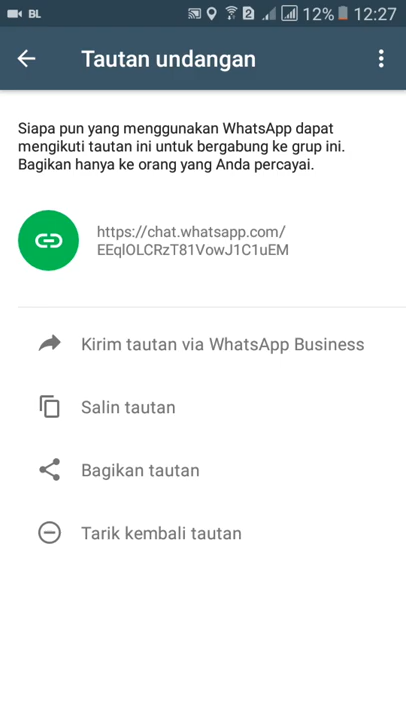 BL 2 12% 12:27
Tautan undangan
Siapa pun yang menggunakan WhatsApp dapat
mengikuti tautan ini untuk bergabung ke grup ini.
Bagikan hanya ke orang yang Anda percayai.
https://chat.whatsapp.com/
EEqlOLCRzT81VowJ1C1uEM
Kirim tautan via WhatsApp Business
Salin tautan
Bagikan tautan
Tarik kembali tautan